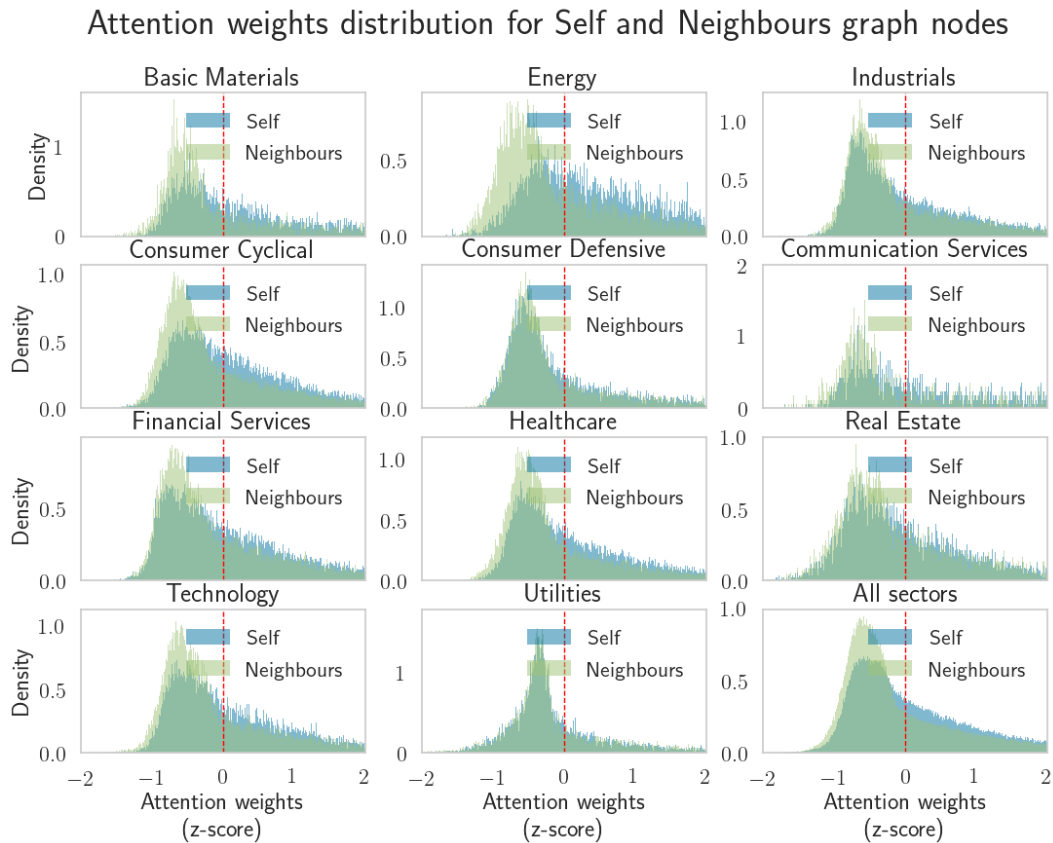 Attention weights distribution for Self and Neighbours graph nodes
Basic Materials
Density
1
0
Self
Neighbours
Energy
0.5
0.0
Self
Neighbours
Industrials
1.0
0.5
0.0
Self
Neighbours
Consumer Cyclical
Density
1.0
0.5
0.0
Self
Neighbours
Consumer Defensive
1.0
0.5
0.0
Self
Neighbours
Communication Services
2
1
0
Self
Neighbours
Financial Services
Density
0.5
0.0
Self
Neighbours
Healthcare
1.0
0.5
0.0
Self
Neighbours
Real Estate
1.0
0.5
0.0
Self
Neighbours
Technology
Density
1.0
0.5
0.0
Self
Neighbours
−2 −1 0 1 2
Attention weights
(z-score)
Utilities
1
0
Self
Neighbours
−2 −1 0 1 2
Attention weights
(z-score)
All sectors
1.0
0.5
0.0
Self
Neighbours
−2 −1 0 1 2
Attention weights
(z-score)